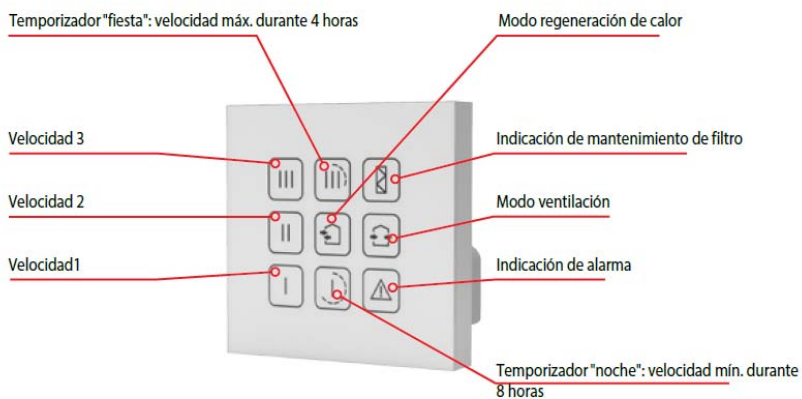 Temporizador "fiesta": velocidad máx. durante 4 horas
Modo regeneración de calor
Velocidad 3
Indicación de mantenimiento de filtro
Velocidad 2
Modo ventilación
Velocidad1
Indicación de alarma
Temporizador "noche": velocidad mín. durante
8 horas